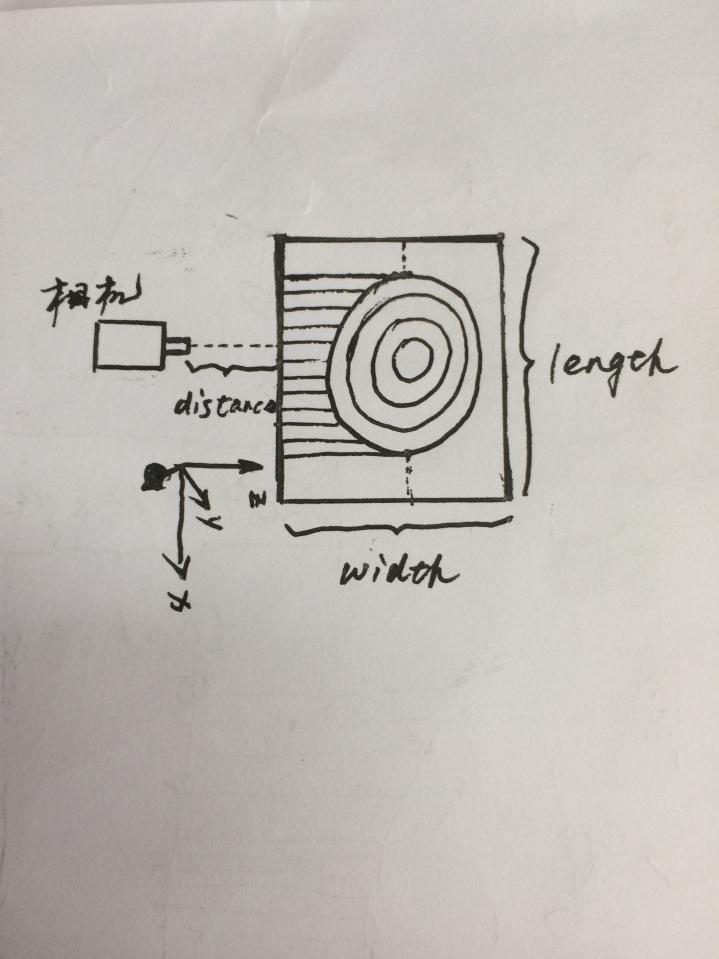 相机
length
distance
z
y
x
width